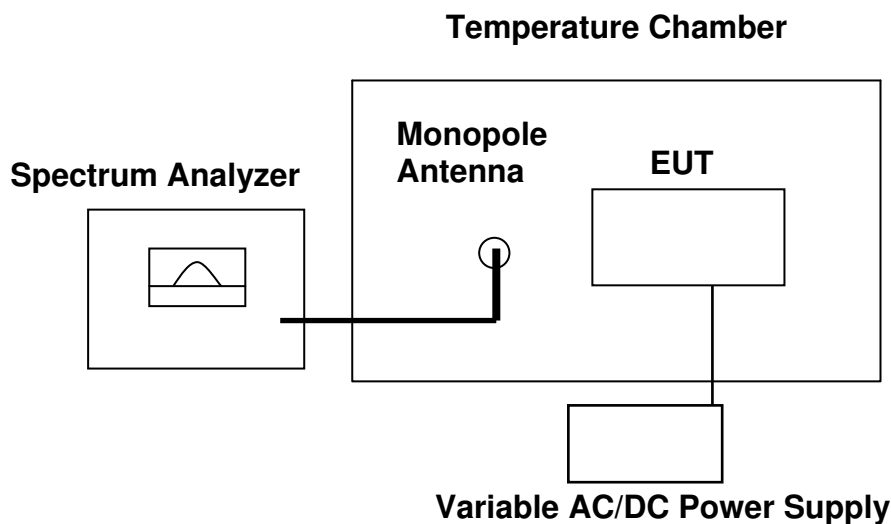 Temperature Chamber
Monopole
Antenna
EUT
Spectrum Analyzer
Variable AC/DC Power Supply